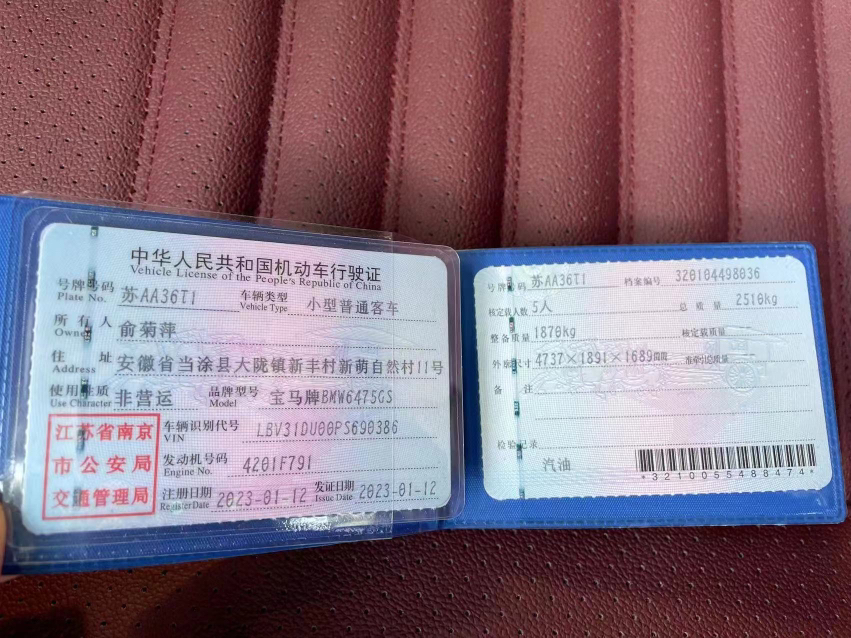 中华人民共和国机动车行驶证
Vehicle License of the People's Republic of China
号牌号码 苏AA36T1 车辆类型 小型普通客车
Plate No. Vehicle Type
所有人 俞菊萍
Owner
住址 安徽省当涂县大陇镇新丰村新萌自然村11号
Address
使用性质 非营运 品牌型号 宝马牌BMW6475GS
Use Character Model
江苏省南京
市公安局
交通管理局
车辆识别代号 LBV31DU00PS690386
VIN
发动机号码 4201F791
Engine No.
注册日期 2023-01-12 发证日期 2023-01-12
Register Date Issue Date
号牌号码 苏AA36T1 档案编号 320104498036
核定载人数 5人 总质量 2510kg
整备质量 1870kg 核定载质量
外廓尺寸 4737×1891×1689mm 准牵引总质量
备注
检验记录
汽油
*3210055488474*